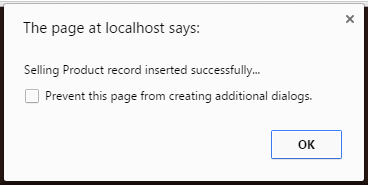 The page at localhost says:
Selling Product record inserted successfully...
Prevent this page from creating additional dialogs.
OK